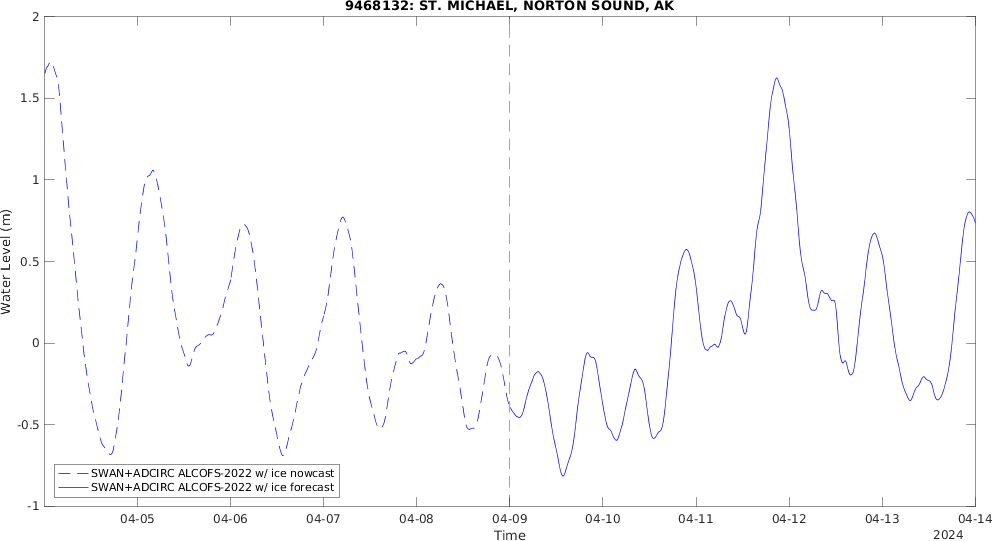 9468132: ST. MICHAEL, NORTON SOUND, AK
2
1.5
1
0.5
0
-0.5
-1
Water Level (m)
SWAN+ADCIRC ALCOFS-2022 w/ ice nowcast
SWAN+ADCIRC ALCOFS-2022 w/ ice forecast
04-05 04-06 04-07 04-08 04-09 04-10 04-11 04-12 04-13 04-14
Time
2024